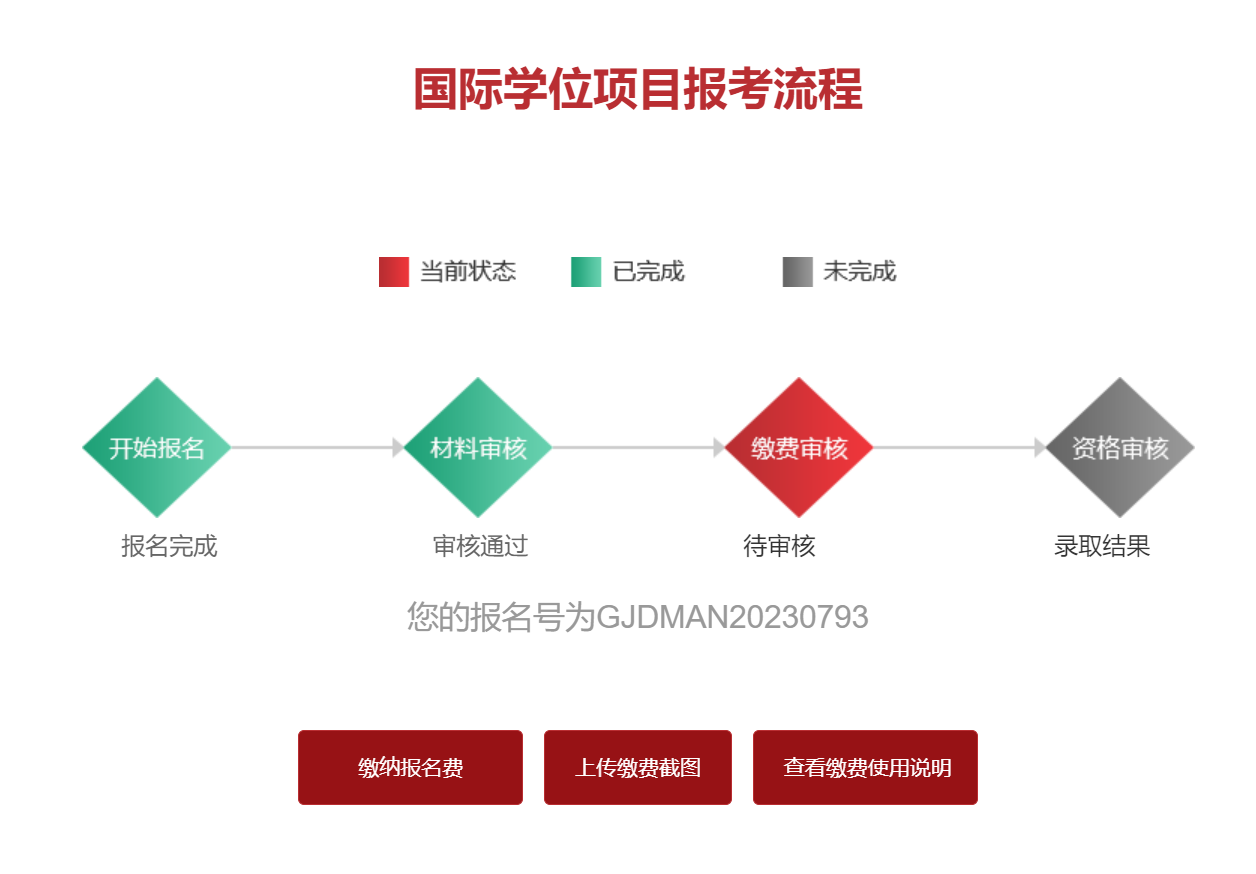 国际学位项目报考流程
当前状态 已完成 未完成
开始报名 材料审核 缴费审核 资格审核
报名完成 审核通过 待审核 录取结果
您的报名号为GJDMAN20230793
缴纳报名费 上传缴费截图 查看缴费使用说明